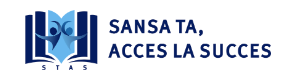 SANSA TA,
ACCES LA SUCCES
STAS